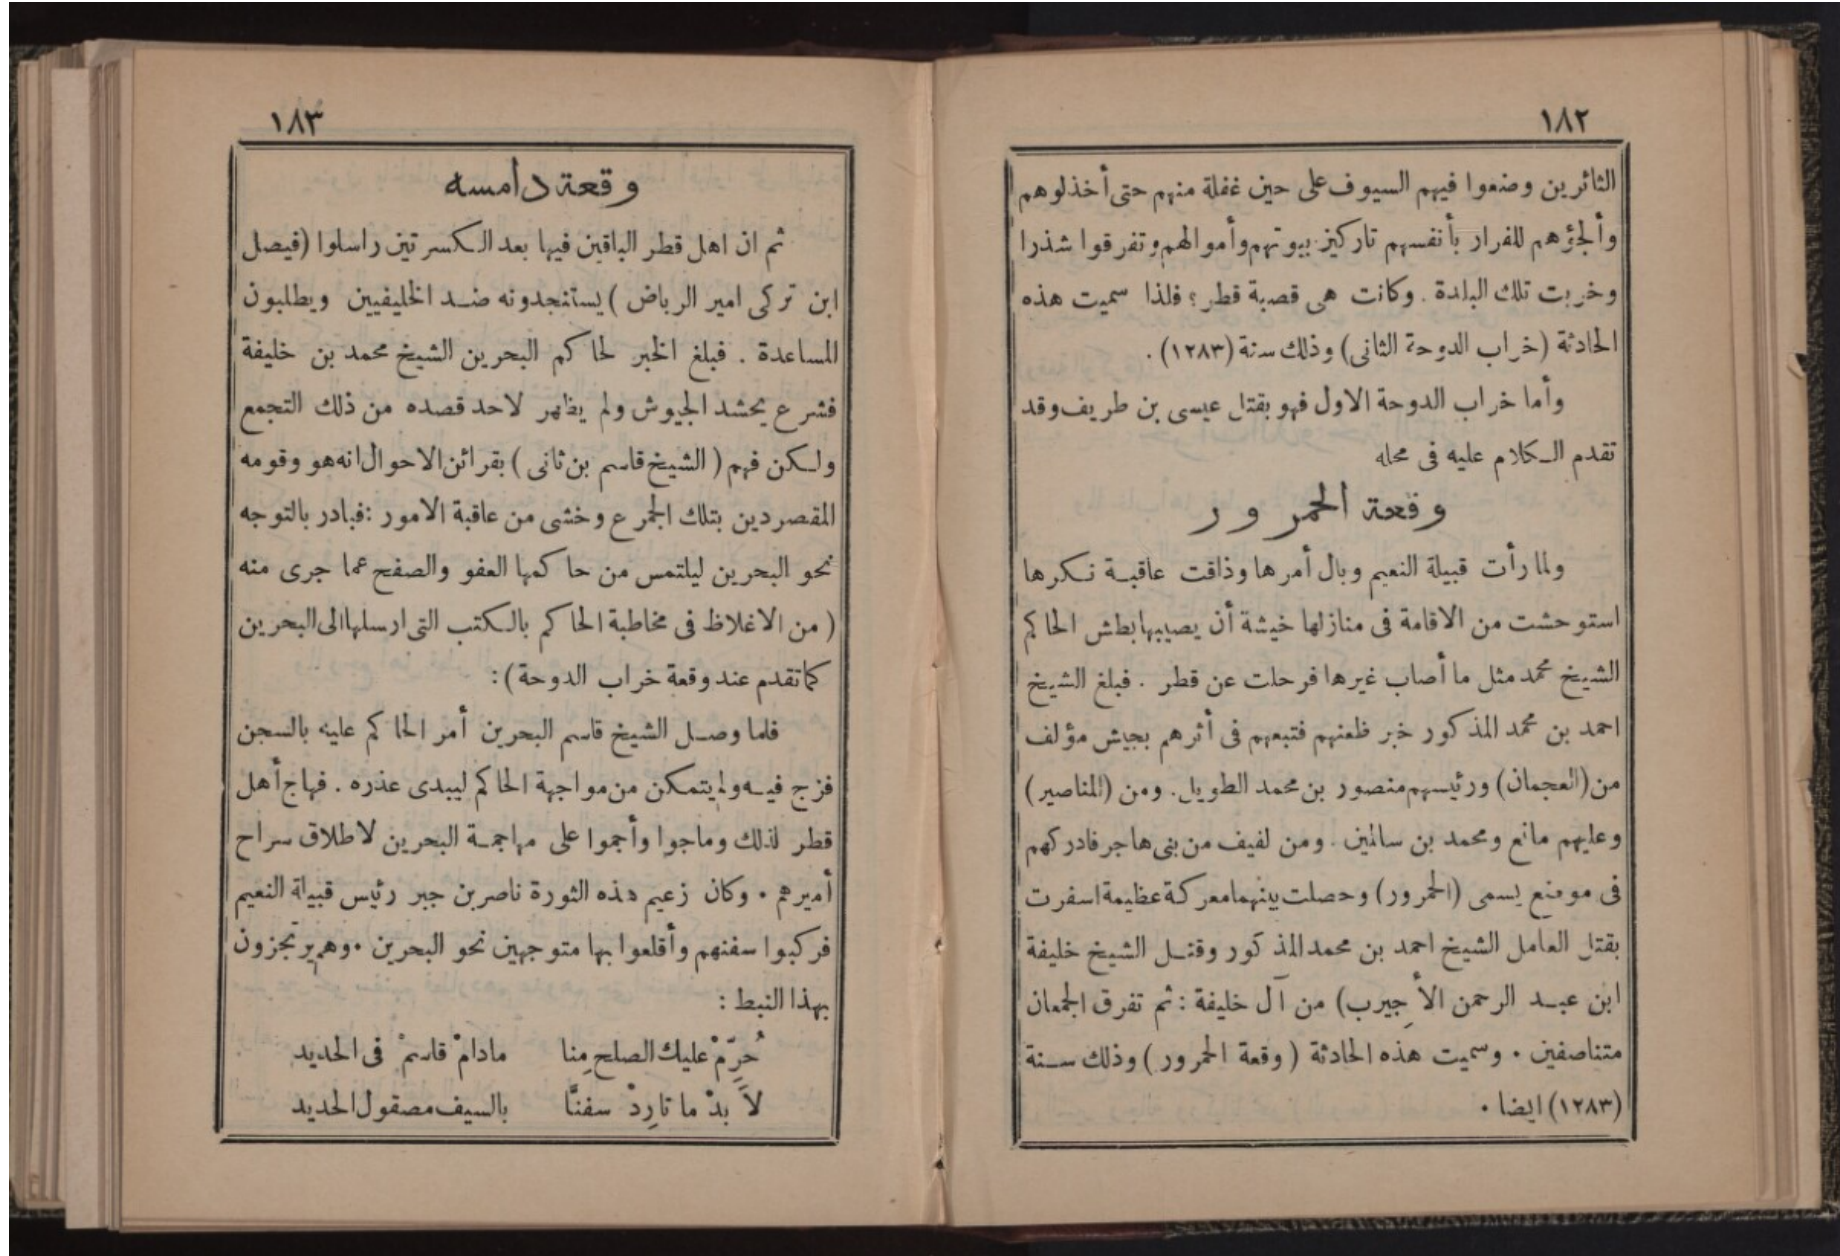 ١٨٢
الثائرين وضعوا فيهم السيوف على حين غفلة منهم حتى أخذلوهم
وألجؤهم للفرار بأنفسهم تاركين بيوتهم وأموالهم وتفرقوا شذرا
وخربت تلك البلدة . وكانت هى قصبة قطر ؛ فلذا سميت هذه
الحادثة (خراب الدوحة الثانى) وذلك سنة (١٢٨٣) .
وأما خراب الدوحة الاول فهو بقتل عيسى بن طريف وقد
تقدم الكلام عليه فى محله
وقعة الحمرور
ولما رأت قبيلة النعيم وبال أمرها وذاقت عاقبة نكرها
استوحشت من الاقامة فى منازلها خيشة أن يصيبها بطش الحاكم
الشيخ محمد مثل ما أصاب غيرها فرحلت عن قطر . فبلغ الشيخ
احمد بن محمد المذكور خبر ظعنهم فتبعهم فى أثرهم بجيش مؤلف
من (العجمان) ورئيسهم منصور بن محمد الطويل . ومن (المناصير)
وعليهم مانع ومحمد بن سالمين . ومن لفيف من بنى هاجر فادركهم
فى موضع يسمى (الحمرور) وحصلت بينهما معركة عظيمة اسفرت
بقتل العامل الشيخ احمد بن محمد المذكور وقتل الشيخ خليفة
ابن عبد الرحمن الأجيرب) من آل خليفة : ثم تفرق الجمعان
متناصفين . وسميت هذه الحادثة ( وقعة الحمرور ) وذلك سنة
(١٢٨٣) ايضا .
١٨٣
وقعة دامسه
ثم ان اهل قطر الباقين فيها بعد الكسرتين راسلوا (فيصل
ابن تركى امير الرياض ) يستنجدونه ضد الخليفيين ويطلبون
المساعدة . فبلغ الخبر لحاكم البحرين الشيخ محمد بن خليفة
فشرع يحشد الجيوش ولم يظهر لاحد قصده من ذلك التجمع
ولكن فهم ( الشيخ قاسم بن ثانى ) بقرائن الاحوال انه هو وقومه
المقصودين بتلك الجموع وخشى من عاقبة الامور : فبادر بالتوجه
نحو البحرين ليلتمس من حاكمها العفو والصفح عما جرى منه
( من الاغلاظ فى مخاطبة الحاكم بالكتب التى ارسلها الى البحرين
كما تقدم عند وقعة خراب الدوحة ) :
فلما وصل الشيخ قاسم البحرين أمر الحاكم عليه بالسجن
فزج فيه ولم يتمكن من مواجهة الحاكم ليبدى عذره . فهاج أهل
قطر لذلك وماجوا وأجموا على مهاجمة البحرين لاطلاق سراح
أميرهم . وكان زعيم هذه الثورة ناصر بن جبر رئيس قبيلة النعيم
فركبوا سفنهم وأقلعوا بها متوجهين نحو البحرين . وهم يرتجزون
بهذا النبط :
حُرِّمْ عليك الصلح مِنا مادامْ قاسمْ فى الحديد
لاَ بدْ ما تارِدْ سفنَّا بالسيف مصقول الحديد